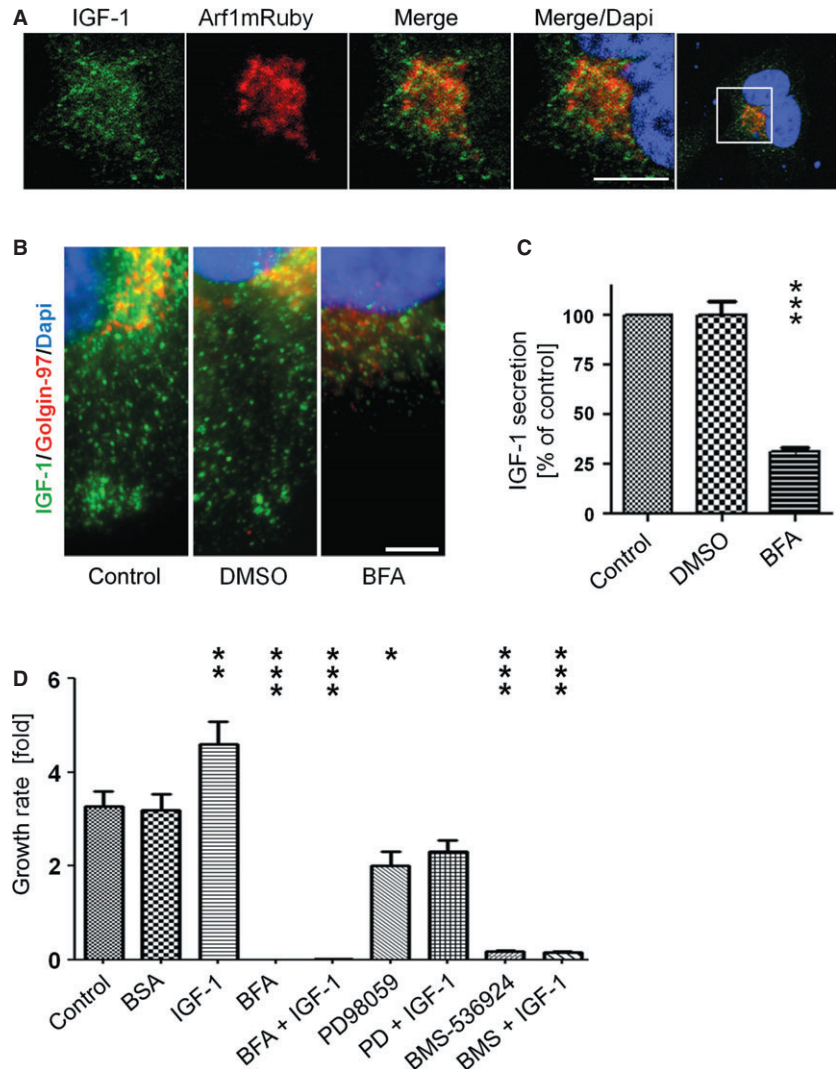 A
IGF-1 Arf1mRuby Merge Merge/Dapi
B
IGF-1/Golgin-97/Dapi
Control DMSO BFA
C
IGF-1 secretion
[% of control]
100
75
50
25
0
***
Control DMSO BFA
D
Growth rate [fold]
6
4
2
0
** *** *** * *** ***
Control BSA IGF-1 BFA BFA + IGF-1 PD98059 PD + IGF-1 BMS-536924 BMS + IGF-1